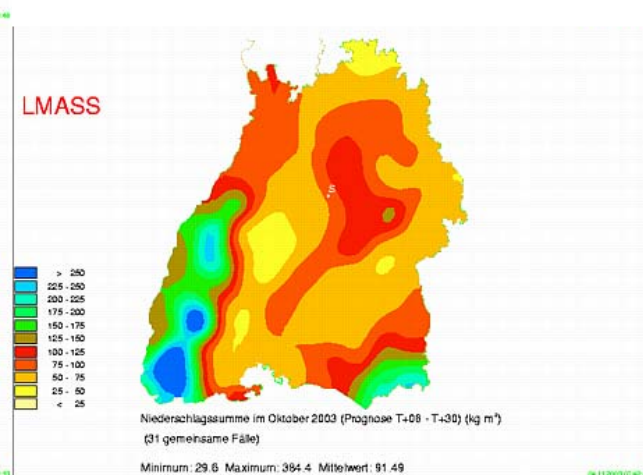 LMASS
S
> 250
225 - 250
200 - 225
175 - 200
150 - 175
125 - 150
100 - 125
75 - 100
50 - 75
25 - 50
< 25
Niederschlagssumme im Oktober 2003 (Prognose T+06 - T+30) (kg m²)
(31 gemeinsame Fälle)
Minimum: 29.6 Maximum: 384.4 Mittelwert: 91.49